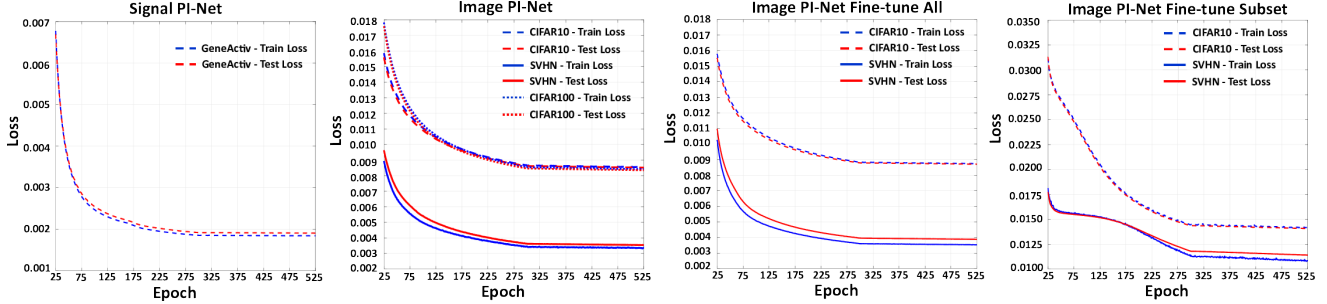 Signal PI-Net
0.007
0.006
0.005
0.004
0.003
0.002
0.001
Loss
GeneActiv - Train Loss
GeneActiv - Test Loss
25 75 125 175 225 275 325 375 425 475 525
Epoch
Image PI-Net
0.018
0.016
0.015
0.014
0.013
0.012
0.011
0.010
0.009
0.008
0.007
0.006
0.005
0.004
0.003
0.002
Loss
CIFAR10 - Train Loss
CIFAR10 - Test Loss
SVHN - Train Loss
SVHN - Test Loss
CIFAR100 - Train Loss
CIFAR100 - Test Loss
25 75 125 175 225 275 325 375 425 475 525
Epoch
Image PI-Net Fine-tune All
0.018
0.016
0.015
0.014
0.013
0.012
0.011
0.010
0.009
0.008
0.007
0.006
0.005
0.004
0.003
0.002
Loss
CIFAR10 - Train Loss
CIFAR10 - Test Loss
SVHN - Train Loss
SVHN - Test Loss
25 75 125 175 225 275 325 375 425 475 525
Epoch
Image PI-Net Fine-tune Subset
0.0350
0.0325
0.0300
0.0275
0.0250
0.0225
0.0200
0.0175
0.0150
0.0125
0.0100
Loss
CIFAR10 - Train Loss
CIFAR10 - Test Loss
SVHN - Train Loss
SVHN - Test Loss
25 75 125 175 225 275 325 375 425 475 525
Epoch